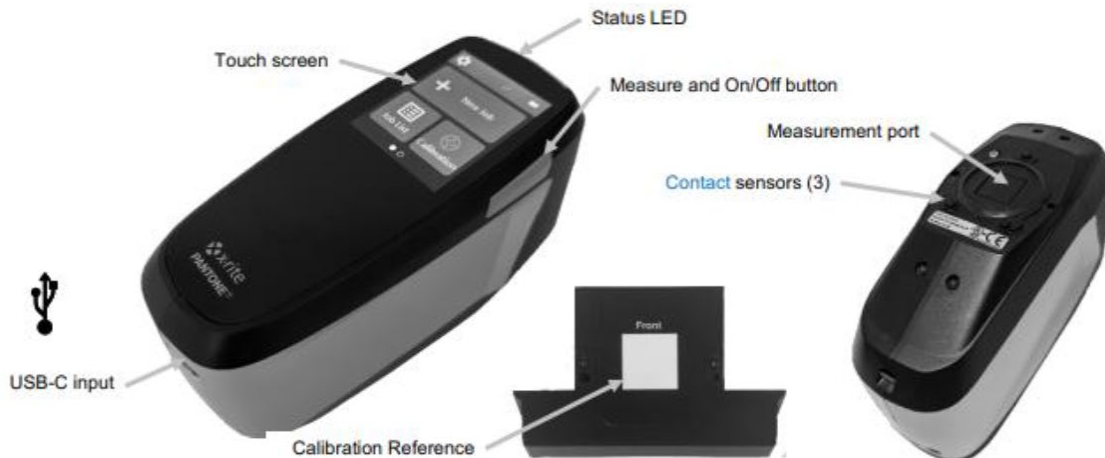 Status LED
Touch screen
Measure and On/Off button
New Job
Job List
Calibration
Measurement port
Contact sensors (3)
x-rite
PANTONE
Front
USB-C input
Calibration Reference